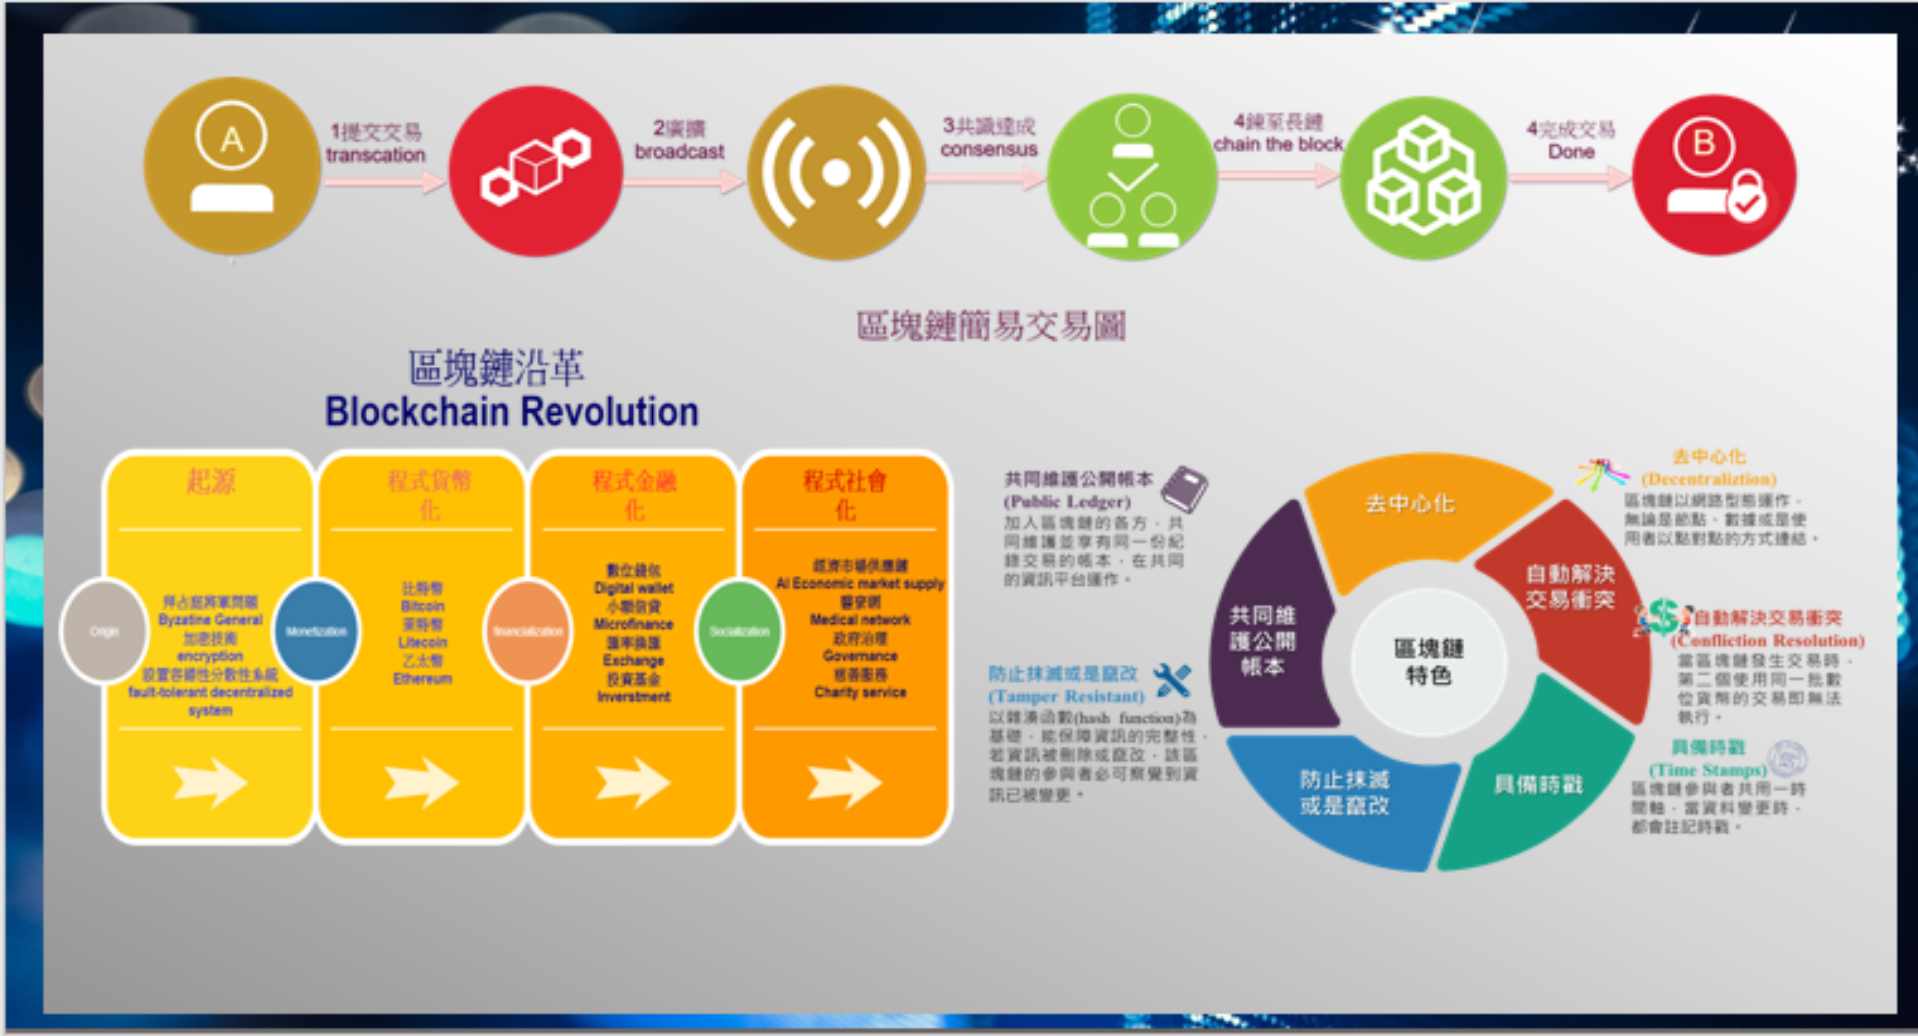 A
1提交交易
transcation
2廣擴
broadcast
3共識達成
consensus
4鍊至長鏈
chain the block
4完成交易
Done
B
區塊鏈簡易交易圖
區塊鏈沿革
Blockchain Revolution
起源
Origin
拜占庭將軍問題
Byzatine General
加密技術
encryption
設置容錯性分散性系統
fault-tolerant decentralized
system
程式貨幣
化
Monetization
比特幣
Bitcoin
萊特幣
Litecoin
乙太幣
Ethereum
程式金融
化
financialization
數位錢包
Digital wallet
小額信貸
Microfinance
匯率換匯
Exchange
投資基金
Inverstment
程式社會
化
Socialization
經濟市場供應鏈
AI Economic market supply
醫療網
Medical network
政府治理
Governance
慈善服務
Charity service
共同維護公開帳本
(Public Ledger)
加入區塊鏈的各方，共
同維護並享有同一份紀
錄交易的帳本，在共同
的資訊平台運作。
防止抹滅或是竄改
(Tamper Resistant)
以雜湊函數(hash function)為
基礎，能保障資訊的完整性，
若資訊被刪除或竄改，該區
塊鏈的參與者必可察覺到資
訊已被變更。
去中心化
自動解決
交易衝突
具備時戳
防止抹滅
或是竄改
共同維
護公開
帳本
區塊鏈
特色
去中心化
(Decentraliztion)
區塊鏈以網路型態運作，
無論是節點、數據或是使
用者以點對點的方式連結。
自動解決交易衝突
(Confliction Resolution)
當區塊鏈發生交易時，
第二個使用同一批數
位貨幣的交易即無法
執行。
具備時戳
(Time Stamps)
區塊鏈參與者共用一時
間軸，當資料變更時，
都會註記時戳。